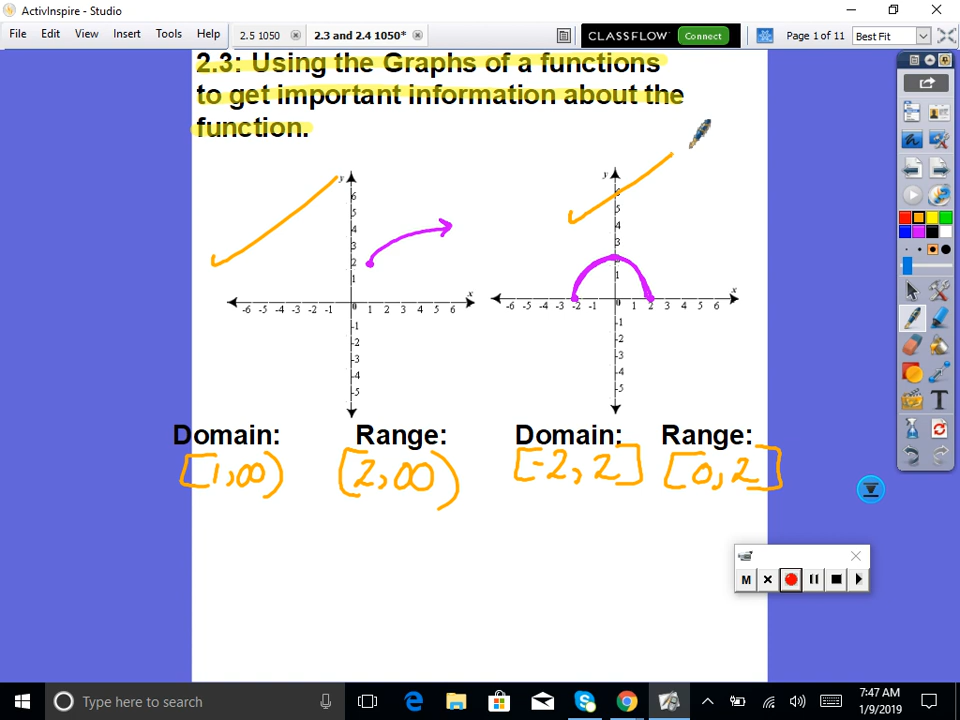 ActivInspire - Studio
File Edit View Insert Tools Help
2.5 1050
2.3 and 2.4 1050*
CLASSFLOW Connect
Page 1 of 11
Best Fit
2.3: Using the Graphs of a functions
to get important information about the
function.
y
6
5
4
3
2
1
x
-6 -5 -4 -3 -2 -1 0 1 2 3 4 5 6
-1
-2
-3
-4
-5
y
5
4
3
1
x
-6 -5 -4 -3 -2 -1 0 1 2 3 4 5 6
-1
-2
-3
-4
-5
Domain: Range: Domain: Range:
[1,∞) (2,∞) [-2,2] [0,2]
M
T
Type here to search
7:47 AM
1/9/2019